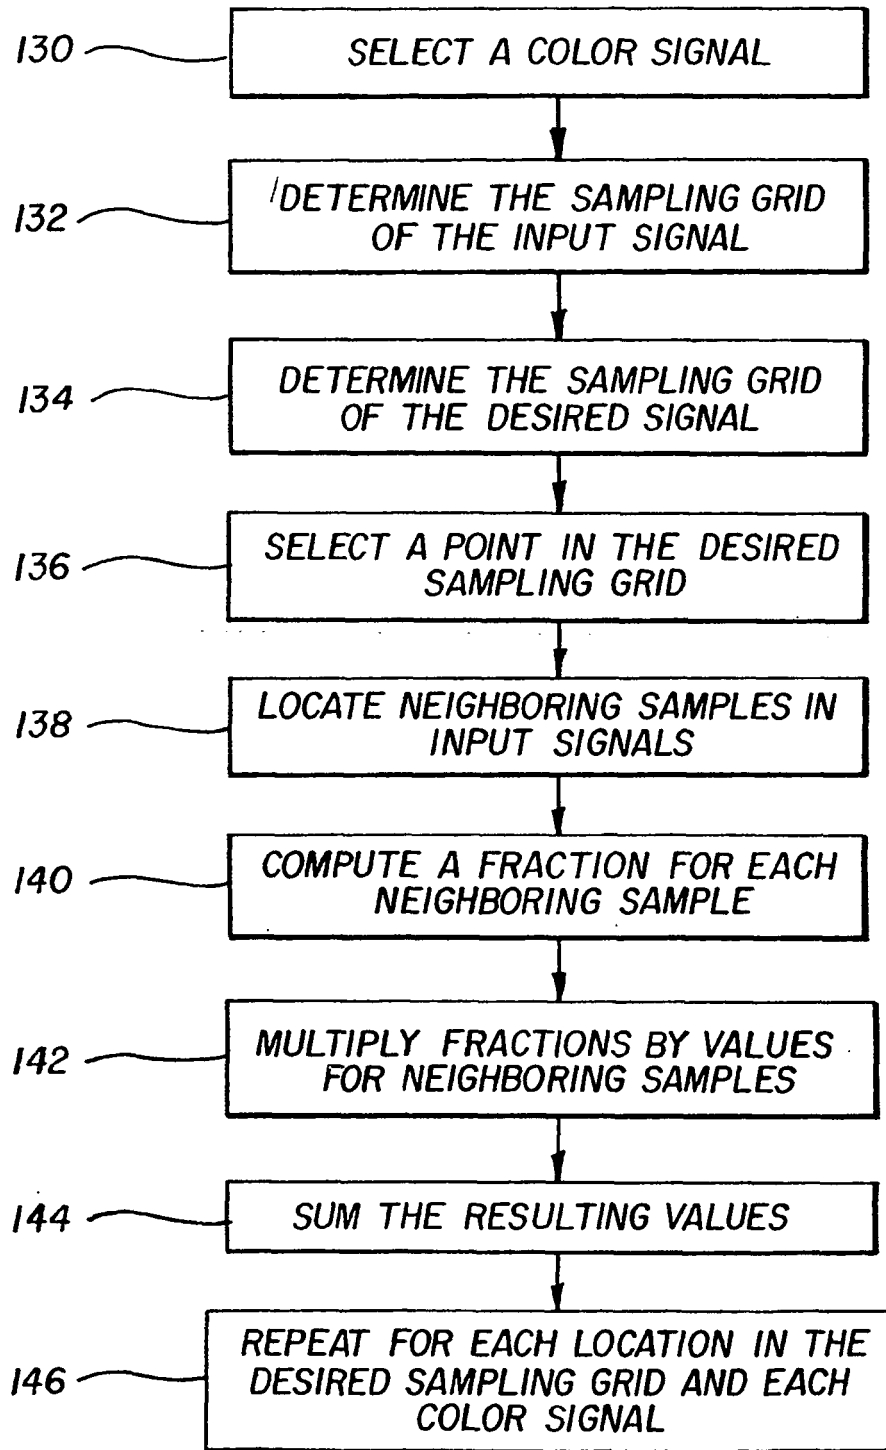 130
SELECT A COLOR SIGNAL
132
DETERMINE THE SAMPLING GRID
OF THE INPUT SIGNAL
134
DETERMINE THE SAMPLING GRID
OF THE DESIRED SIGNAL
136
SELECT A POINT IN THE DESIRED
SAMPLING GRID
138
LOCATE NEIGHBORING SAMPLES IN
INPUT SIGNALS
140
COMPUTE A FRACTION FOR EACH
NEIGHBORING SAMPLE
142
MULTIPLY FRACTIONS BY VALUES
FOR NEIGHBORING SAMPLES
144
SUM THE RESULTING VALUES
146
REPEAT FOR EACH LOCATION IN THE
DESIRED SAMPLING GRID AND EACH
COLOR SIGNAL